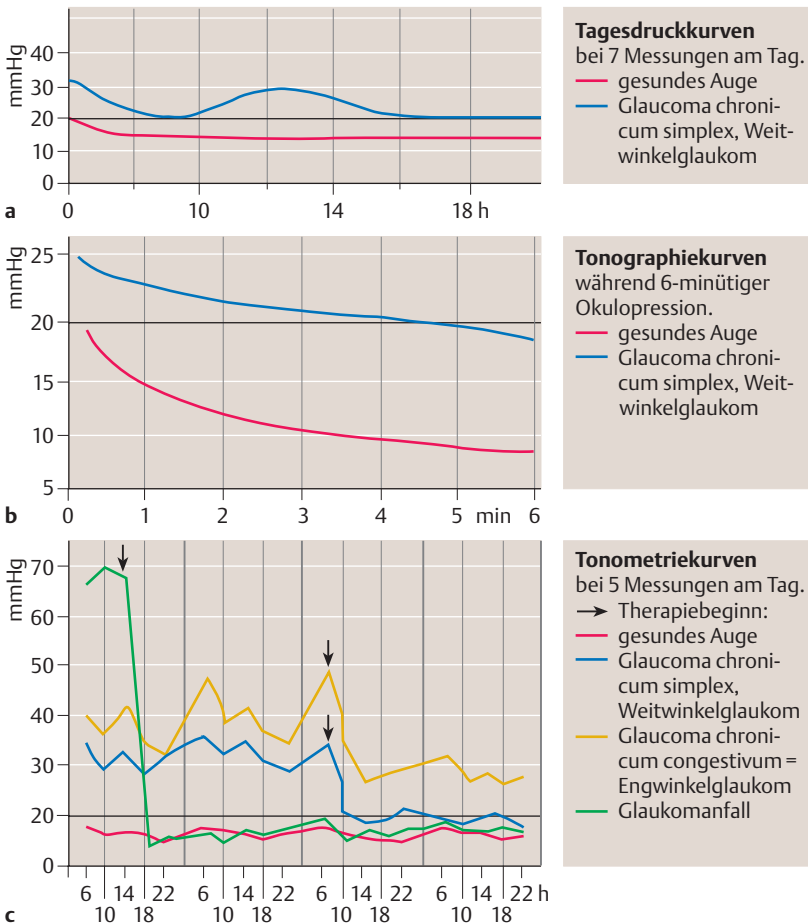 mmHg
40
30
20
10
0
0 10 14 18 h
a
Tagesdruckkurven
bei 7 Messungen am Tag.
gesundes Auge
Glaucoma chroni-
cum simplex, Weit-
winkelglaukom
mmHg
25
20
15
10
5
0 1 2 3 4 5 min 6
b
Tonographiekurven
während 6-minütiger
Okulopression.
gesundes Auge
Glaucoma chroni-
cum simplex, Weit-
winkelglaukom
mmHg
70
60
50
40
30
20
10
0
6 14 22 6 14 22 6 14 22 6 14 22 h
10 18 10 18 10 18 10 18
c
Tonometriekurven
bei 5 Messungen am Tag.
→ Therapiebeginn:
gesundes Auge
Glaucoma chroni-
cum simplex,
Weitwinkelglaukom
Glaucoma chroni-
cum congestivum =
Engwinkelglaukom
Glaukomanfall